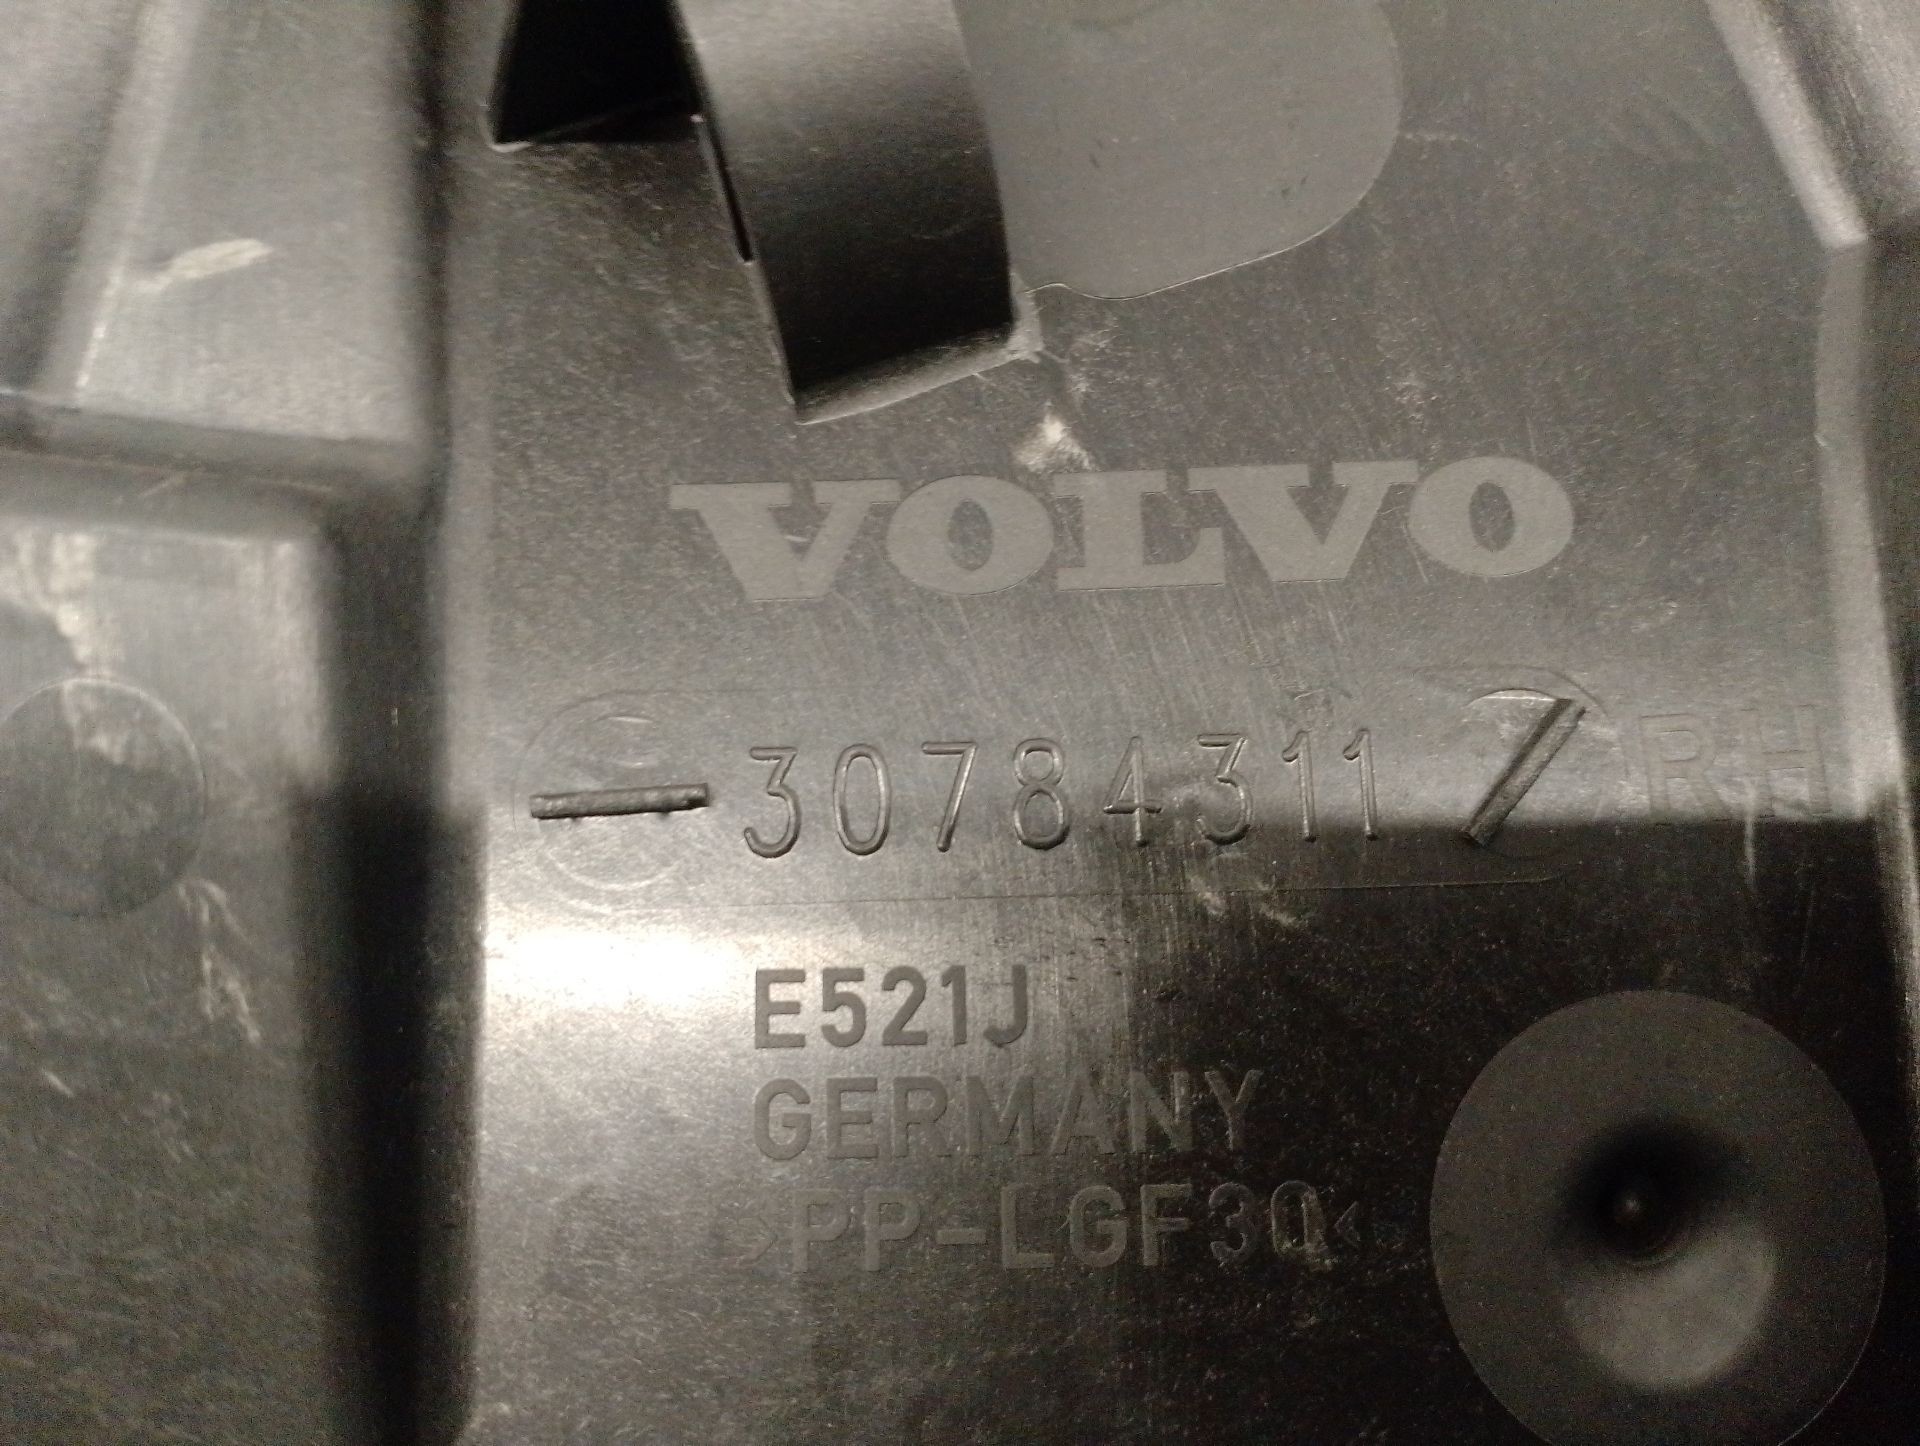 VOLVO
30784311 RH
E521J
GERMANY
>PP-LGF30<